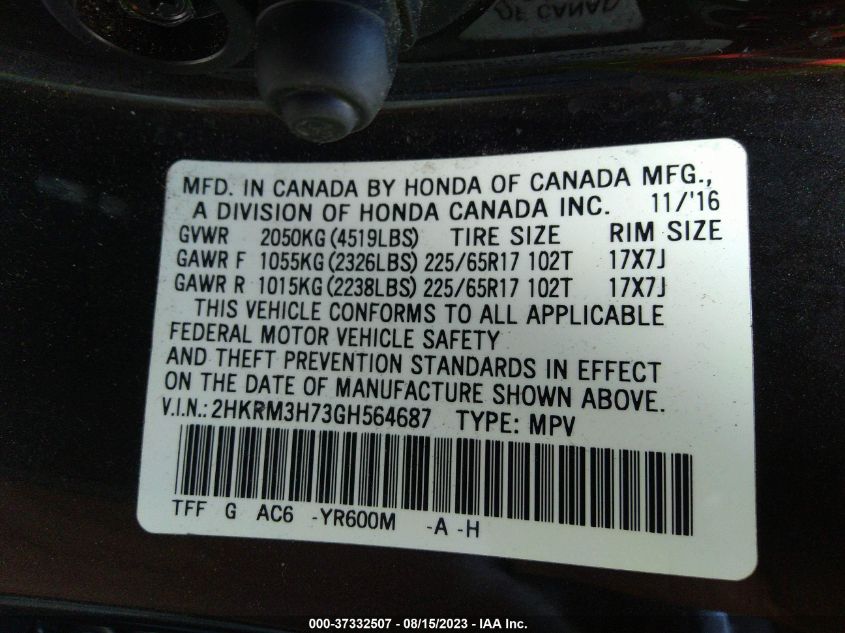 OF CANAD
MFD. IN CANADA BY HONDA OF CANADA MFG.,
A DIVISION OF HONDA CANADA INC. 11/'16
GVWR 2050KG (4519LBS) TIRE SIZE RIM SIZE
GAWR F 1055KG (2326LBS) 225/65R17 102T 17X7J
GAWR R 1015KG (2238LBS) 225/65R17 102T 17X7J
THIS VEHICLE CONFORMS TO ALL APPLICABLE
FEDERAL MOTOR VEHICLE SAFETY
AND THEFT PREVENTION STANDARDS IN EFFECT
ON THE DATE OF MANUFACTURE SHOWN ABOVE.
V.I.N.: 2HKRM3H73GH564687 TYPE: MPV
TFF G AC6 -YR600M -A -H
000-37332507 - 08/15/2023 - IAA Inc.